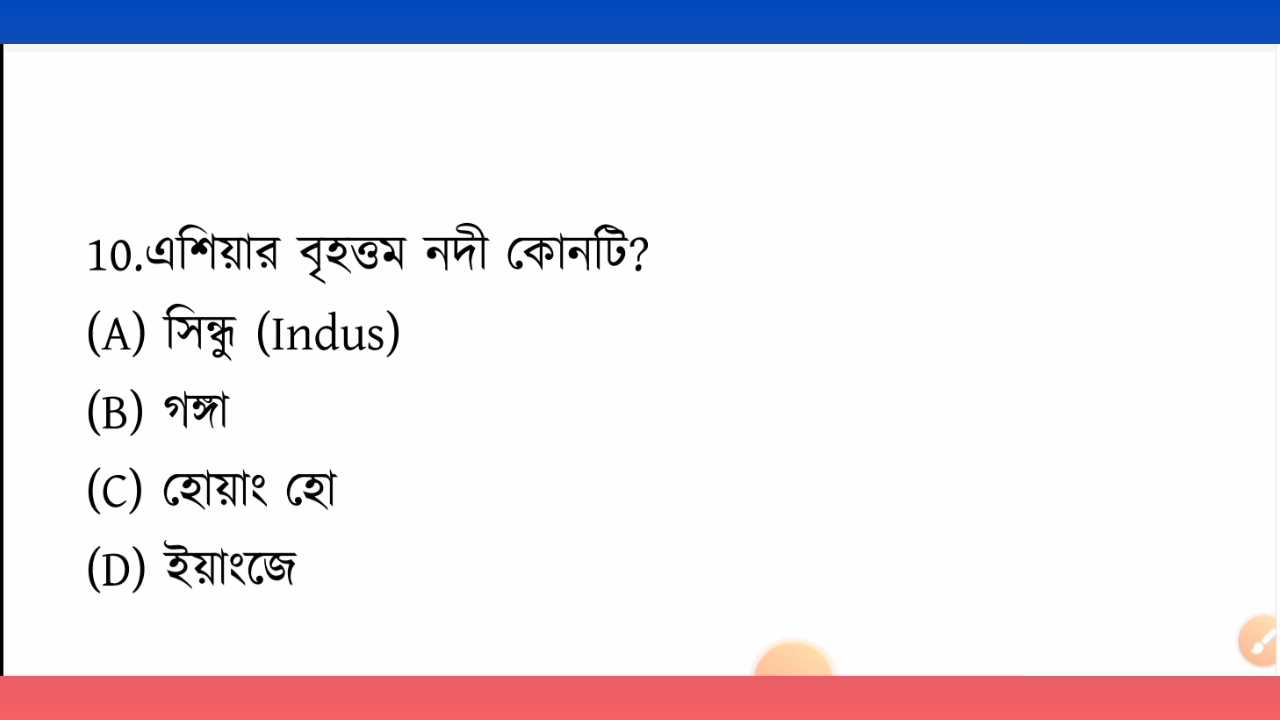 10.এশিয়ার বৃহত্তম নদী কোনটি?
(A) সিন্ধু (Indus)
(B) গঙ্গা
(C) হোয়াং হো
(D) ইয়াংজে